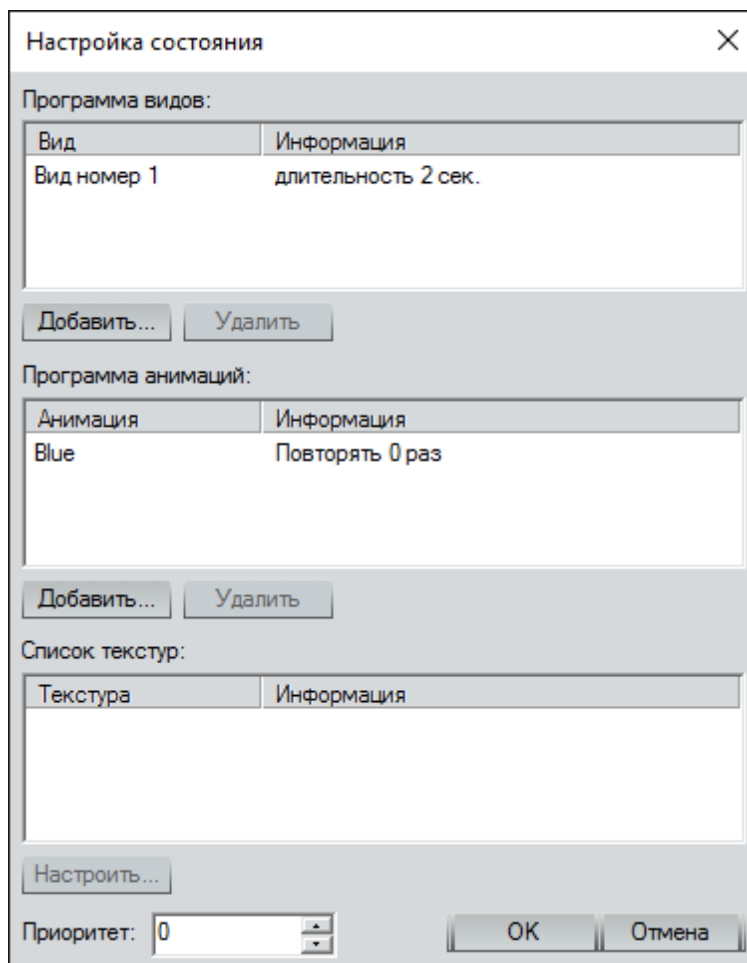 Настройка состояния
Программа видов:
Вид Информация
Вид номер 1 длительность 2 сек.
Добавить... Удалить
Программа анимаций:
Анимация Информация
Blue Повторять 0 раз
Добавить... Удалить
Список текстур:
Текстура Информация
Настроить...
Приоритет: 0 OK Отмена